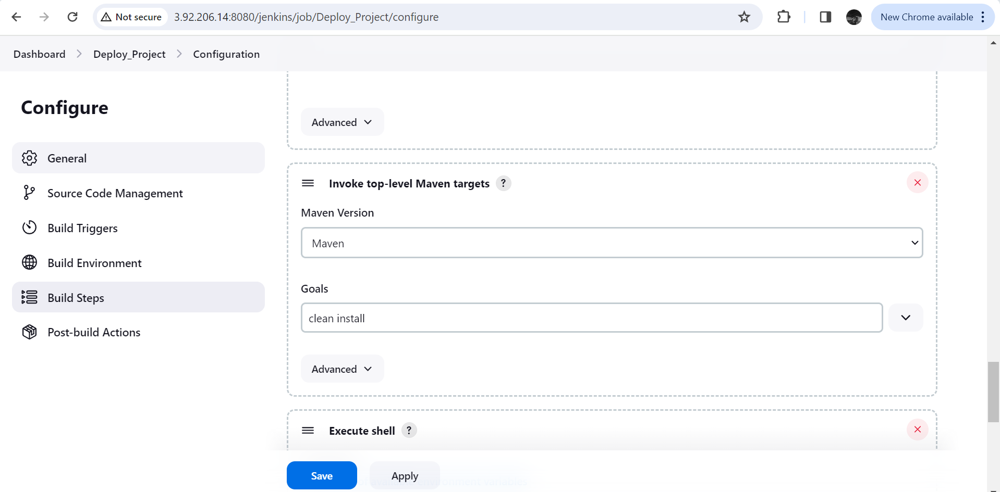 Not secure 3.92.206.14:8080/jenkins/job/Deploy_Project/configure New Chrome available
Dashboard Deploy_Project Configuration
Configure
General
Source Code Management
Build Triggers
Build Environment
Build Steps
Post-build Actions
Advanced
Invoke top-level Maven targets ?
Maven Version
Maven
Goals
clean install
Advanced
Execute shell ?
Save Apply
environment variables